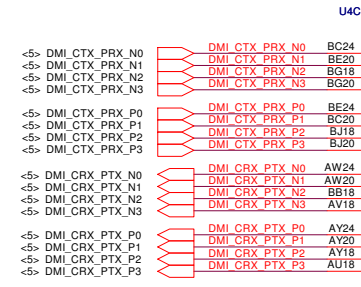 U4C
<5> DMI_CTX_PRX_N0 DMI_CTX_PRX_N0 BC24
<5> DMI_CTX_PRX_N1 DMI_CTX_PRX_N1 BE20
<5> DMI_CTX_PRX_N2 DMI_CTX_PRX_N2 BG18
<5> DMI_CTX_PRX_N3 DMI_CTX_PRX_N3 BG20
<5> DMI_CTX_PRX_P0 DMI_CTX_PRX_P0 BE24
<5> DMI_CTX_PRX_P1 DMI_CTX_PRX_P1 BC20
<5> DMI_CTX_PRX_P2 DMI_CTX_PRX_P2 BJ18
<5> DMI_CTX_PRX_P3 DMI_CTX_PRX_P3 BJ20
<5> DMI_CRX_PTX_N0 DMI_CRX_PTX_N0 AW24
<5> DMI_CRX_PTX_N1 DMI_CRX_PTX_N1 AW20
<5> DMI_CRX_PTX_N2 DMI_CRX_PTX_N2 BB18
<5> DMI_CRX_PTX_N3 DMI_CRX_PTX_N3 AV18
<5> DMI_CRX_PTX_P0 DMI_CRX_PTX_P0 AY24
<5> DMI_CRX_PTX_P1 DMI_CRX_PTX_P1 AY20
<5> DMI_CRX_PTX_P2 DMI_CRX_PTX_P2 AY18
<5> DMI_CRX_PTX_P3 DMI_CRX_PTX_P3 AU18